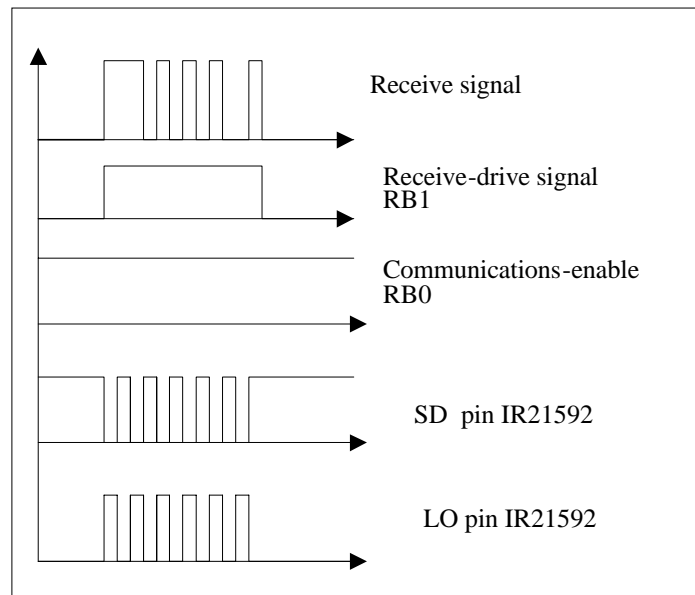 Receive signal
Receive-drive signal
RB1
Communications-enable
RB0
SD pin IR21592
LO pin IR21592